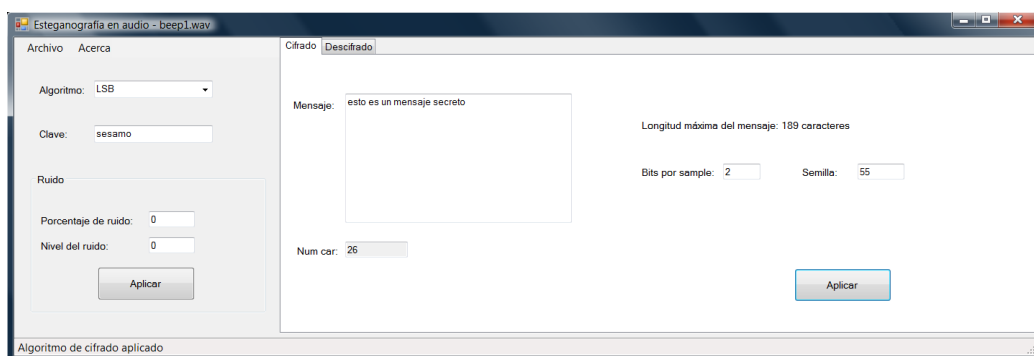 Esteganografía en audio - beep1.wav
Archivo Acerca
Algoritmo: LSB
Clave: sesamo
Ruido
Porcentaje de ruido: 0
Nivel del ruido: 0
Aplicar
Cifrado Descifrado
Mensaje: esto es un mensaje secreto
Num car: 26
Longitud máxima del mensaje: 189 caracteres
Bits por sample: 2 Semilla: 55
Aplicar
Algoritmo de cifrado aplicado